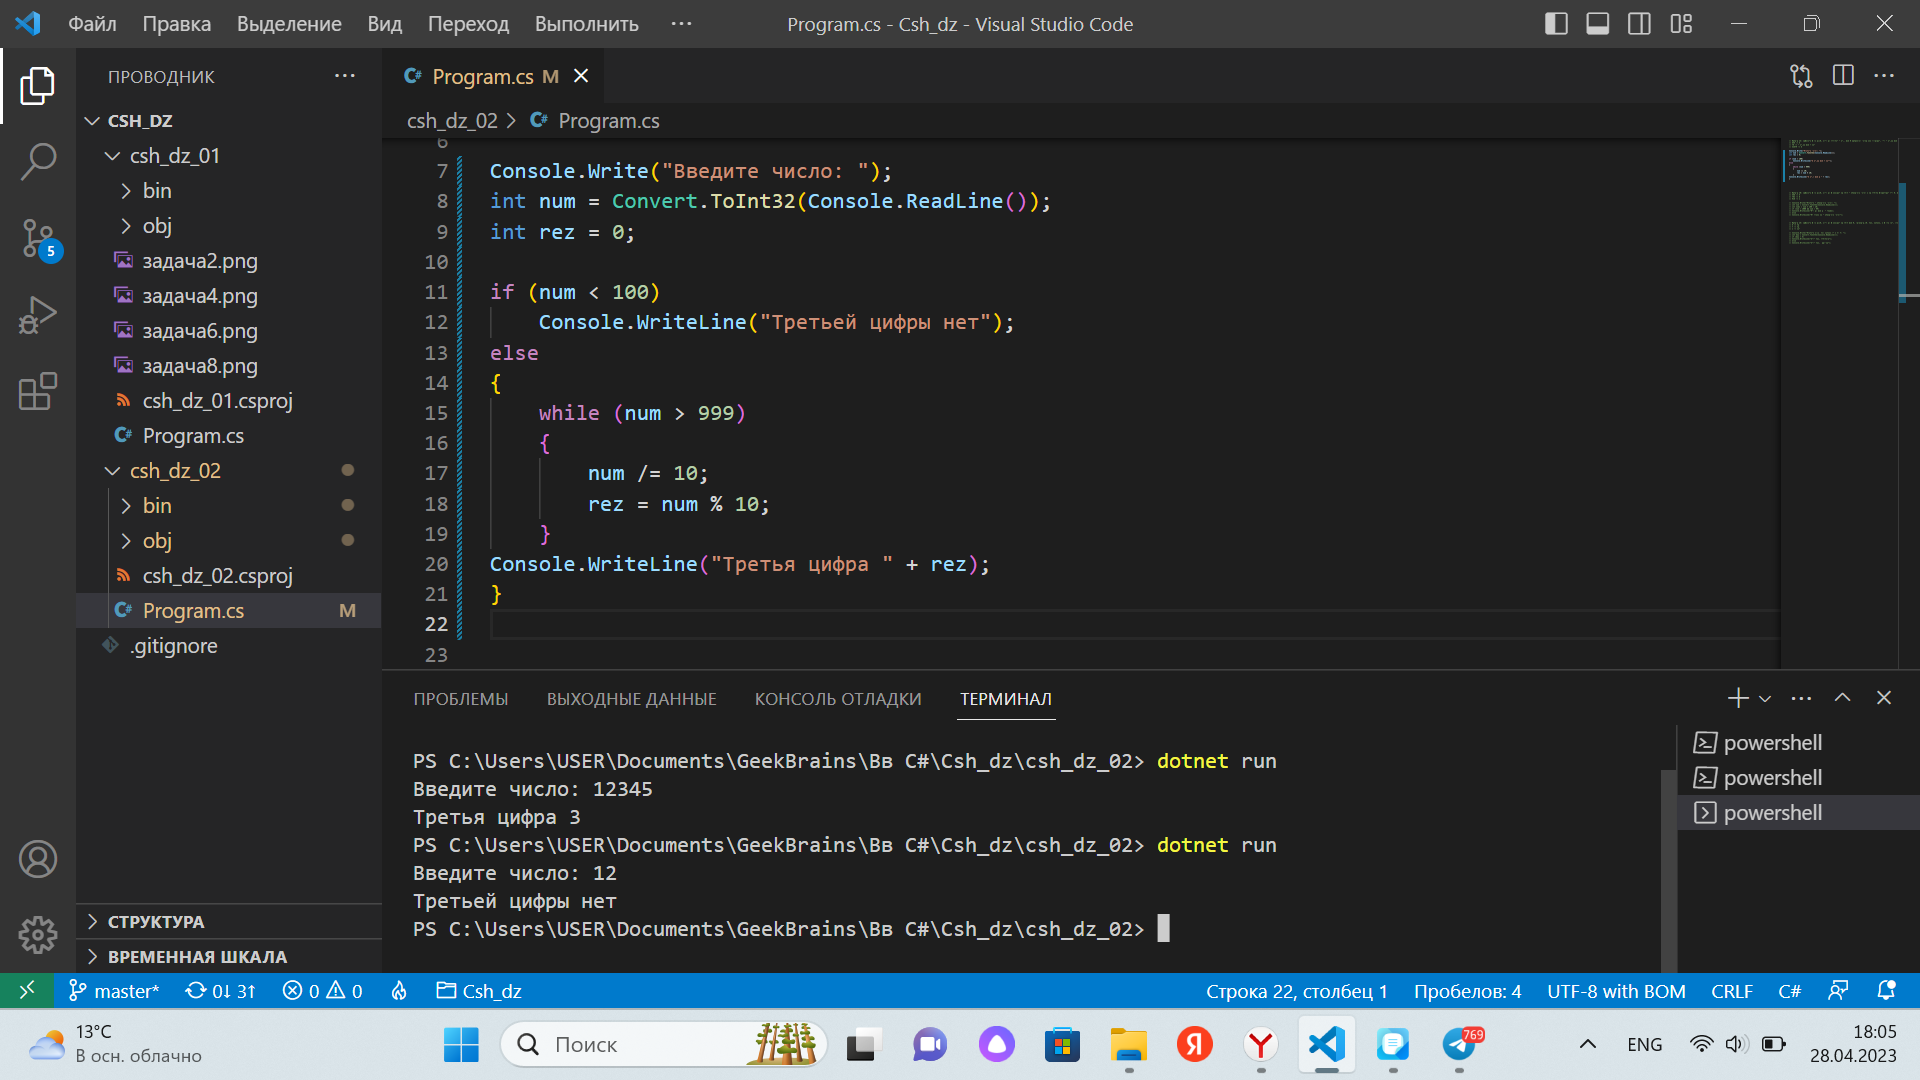 Файл Правка Выделение Вид Переход Выполнить ···
Program.cs - Csh_dz - Visual Studio Code
ПРОВОДНИК ···
CSH_DZ
csh_dz_01
bin
obj
задача2.png
задача4.png
задача6.png
задача8.png
csh_dz_01.csproj
C# Program.cs
csh_dz_02
bin
obj
csh_dz_02.csproj
C# Program.cs M
.gitignore
СТРУКТУРА
ВРЕМЕННАЯ ШКАЛА
5
C# Program.cs M
csh_dz_02 > C# Program.cs
6
7 Console.Write("Введите число: ");
8 int num = Convert.ToInt32(Console.ReadLine());
9 int rez = 0;
10
11 if (num < 100)
12 Console.WriteLine("Третьей цифры нет");
13 else
14 {
15 while (num > 999)
16 {
17 num /= 10;
18 rez = num % 10;
19 }
20 Console.WriteLine("Третья цифра " + rez);
21 }
22
23
ПРОБЛЕМЫ ВЫХОДНЫЕ ДАННЫЕ КОНСОЛЬ ОТЛАДКИ ТЕРМИНАЛ
PS C:\Users\USER\Documents\GeekBrains\Вв C#\Csh_dz\csh_dz_02> dotnet run
Введите число: 12345
Третья цифра 3
PS C:\Users\USER\Documents\GeekBrains\Вв C#\Csh_dz\csh_dz_02> dotnet run
Введите число: 12
Третьей цифры нет
PS C:\Users\USER\Documents\GeekBrains\Вв C#\Csh_dz\csh_dz_02>
powershell
powershell
powershell
master* 0↓ 3↑ 0 0 Csh_dz
Строка 22, столбец 1 Пробелов: 4 UTF-8 with BOM CRLF C#
13°C
В осн. облачно
Поиск
Я
769
ENG
18:05
28.04.2023